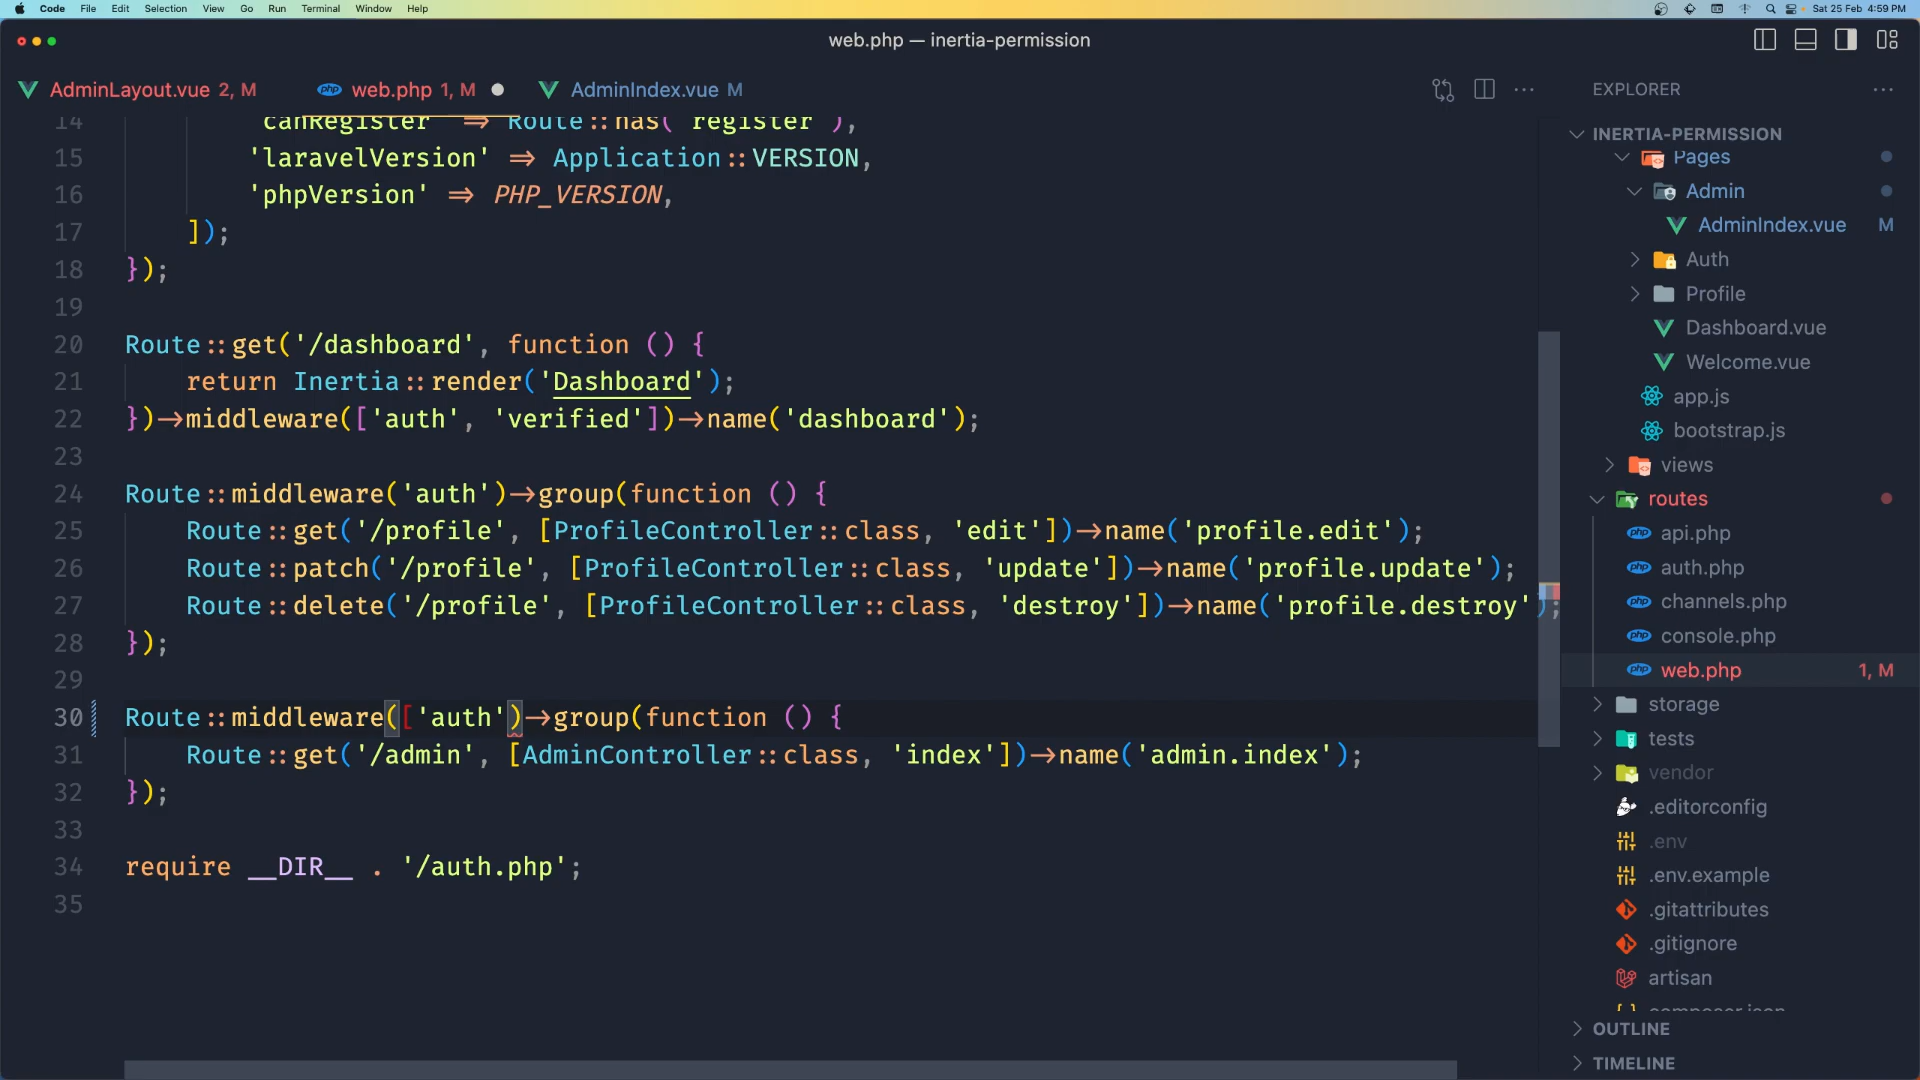 Code File Edit Selection View Go Run Terminal Window Help Sat 25 Feb 4:59 PM
web.php — inertia-permission
AdminLayout.vue 2, M web.php 1, M AdminIndex.vue M
14 'canRegister' => Route::has('register'),
15 'laravelVersion' => Application::VERSION,
16 'phpVersion' => PHP_VERSION,
17 ]);
18 });
19
20 Route::get('/dashboard', function () {
21 return Inertia::render('Dashboard');
22 })->middleware(['auth', 'verified'])->name('dashboard');
23
24 Route::middleware('auth')->group(function () {
25 Route::get('/profile', [ProfileController::class, 'edit'])->name('profile.edit');
26 Route::patch('/profile', [ProfileController::class, 'update'])->name('profile.update');
27 Route::delete('/profile', [ProfileController::class, 'destroy'])->name('profile.destroy');
28 });
29
30 Route::middleware(['auth')->group(function () {
31 Route::get('/admin', [AdminController::class, 'index'])->name('admin.index');
32 });
33
34 require __DIR__ . '/auth.php';
35
EXPLORER
INERTIA-PERMISSION
Pages
Admin
AdminIndex.vue M
Auth
Profile
Dashboard.vue
Welcome.vue
app.js
bootstrap.js
views
routes
api.php
auth.php
channels.php
console.php
web.php 1, M
storage
tests
vendor
.editorconfig
.env
.env.example
.gitattributes
.gitignore
artisan
composer.json
OUTLINE
TIMELINE